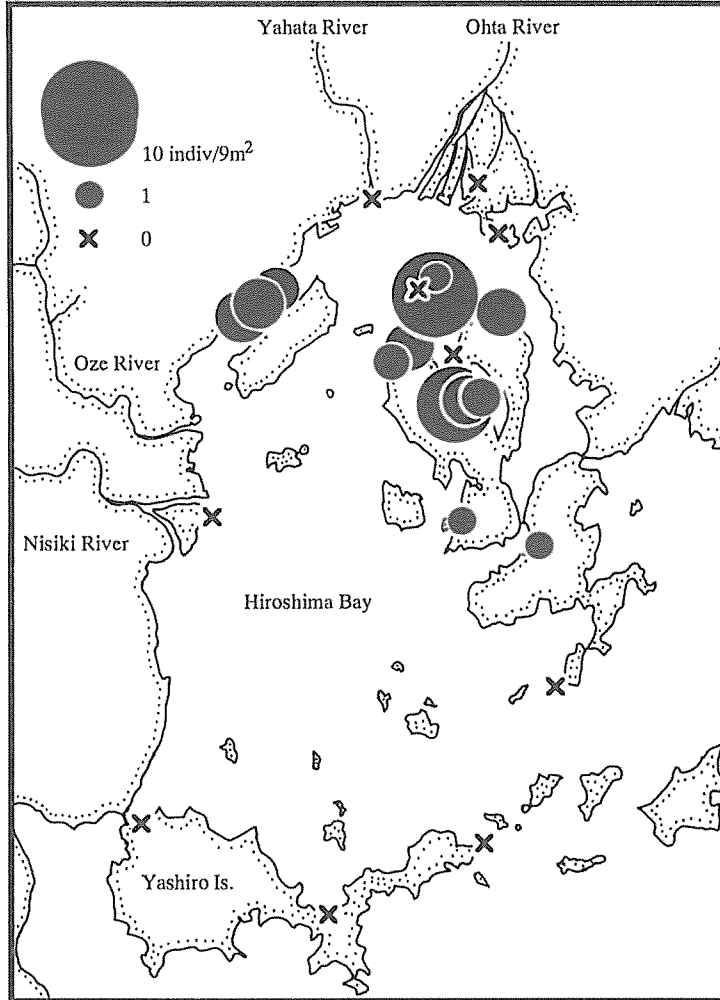 Yahata River
Ohta River
10 indiv/9m²
1
0
Oze River
Nisiki River
Hiroshima Bay
Yashiro Is.